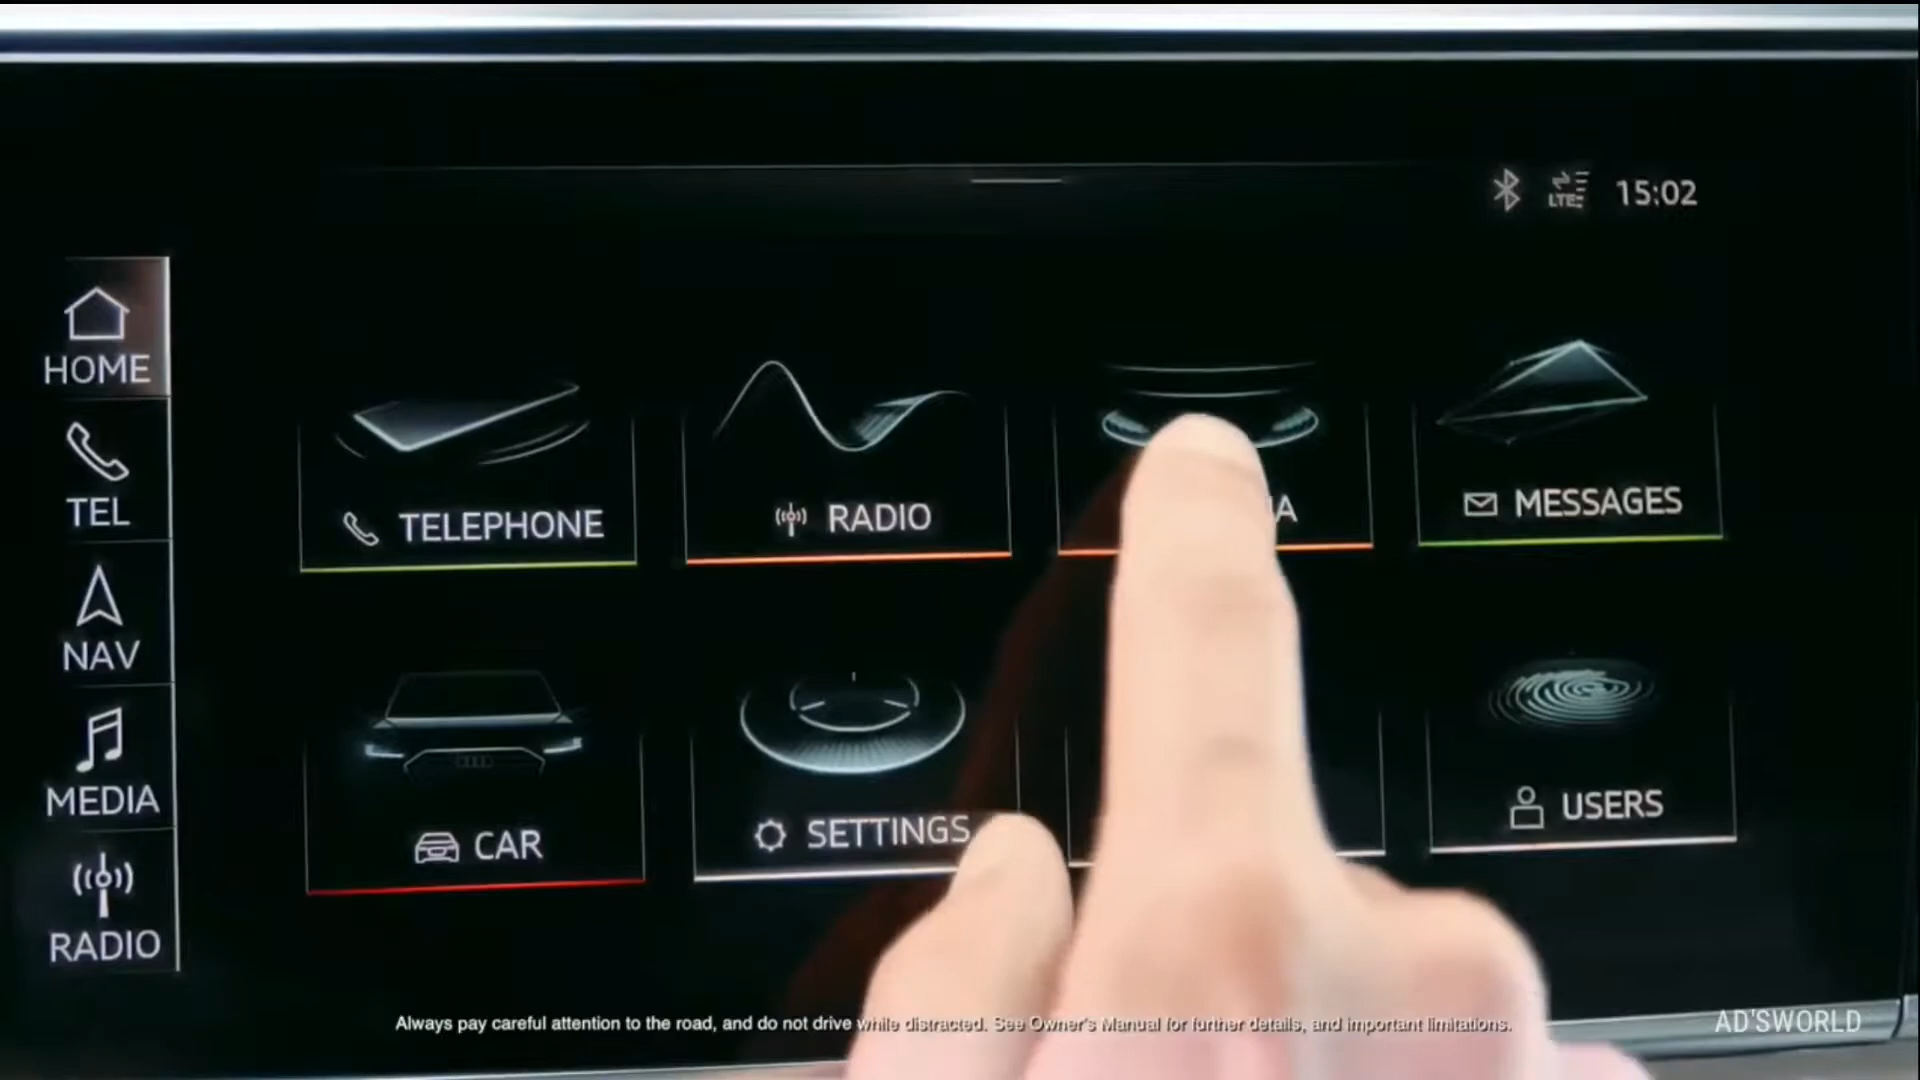 LTE 15:02
HOME
TEL
NAV
MEDIA
RADIO
TELEPHONE
RADIO
MESSAGES
CAR
SETTINGS
USERS
Always pay careful attention to the road, and do not drive while distracted. See Owner's Manual for further details, and important limitations.
AD'SWORLD